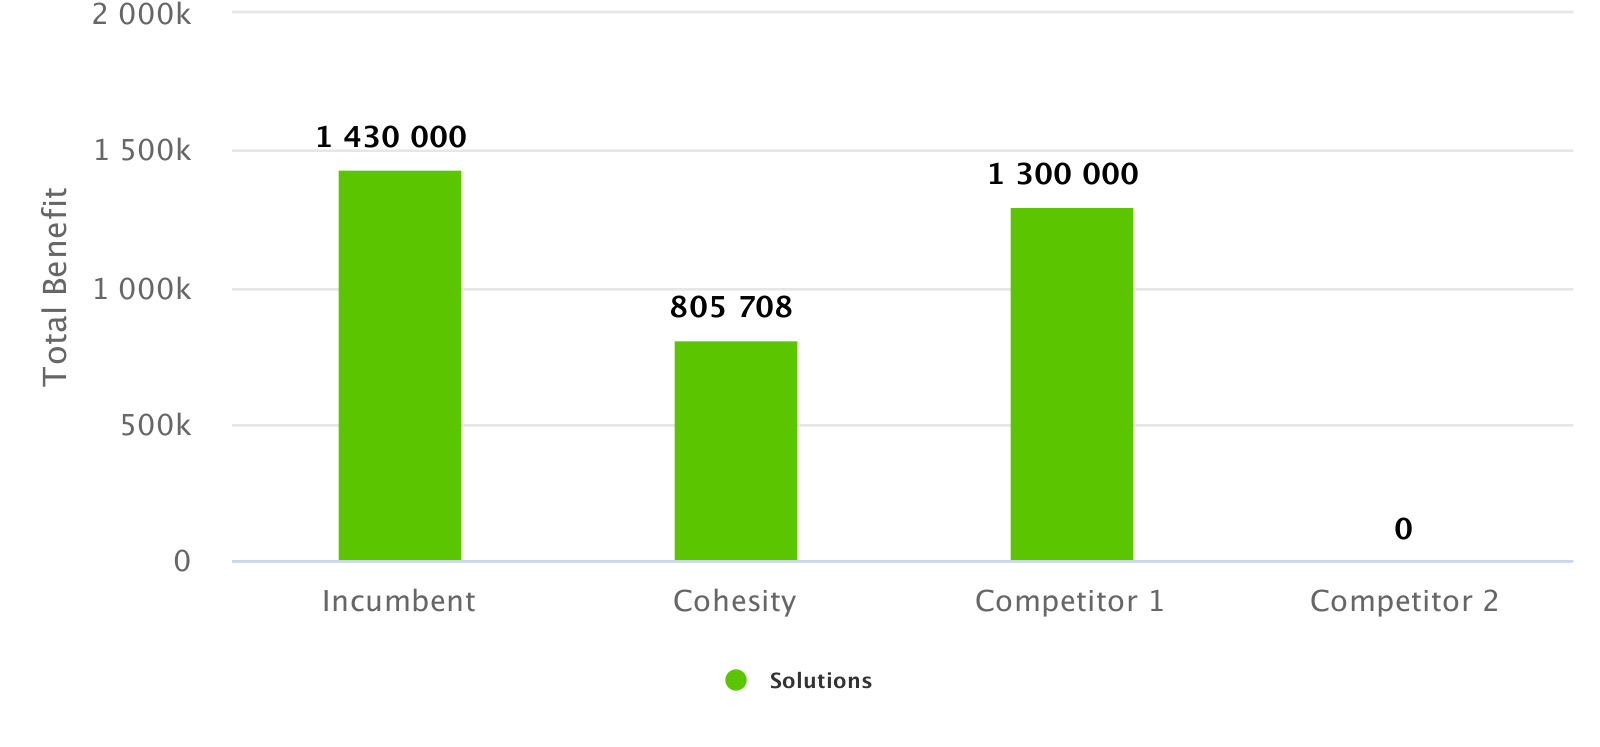 2 000k
1 500k
1 000k
500k
0
Total Benefit
1 430 000
805 708
1 300 000
0
Incumbent
Cohesity
Competitor 1
Competitor 2
Solutions